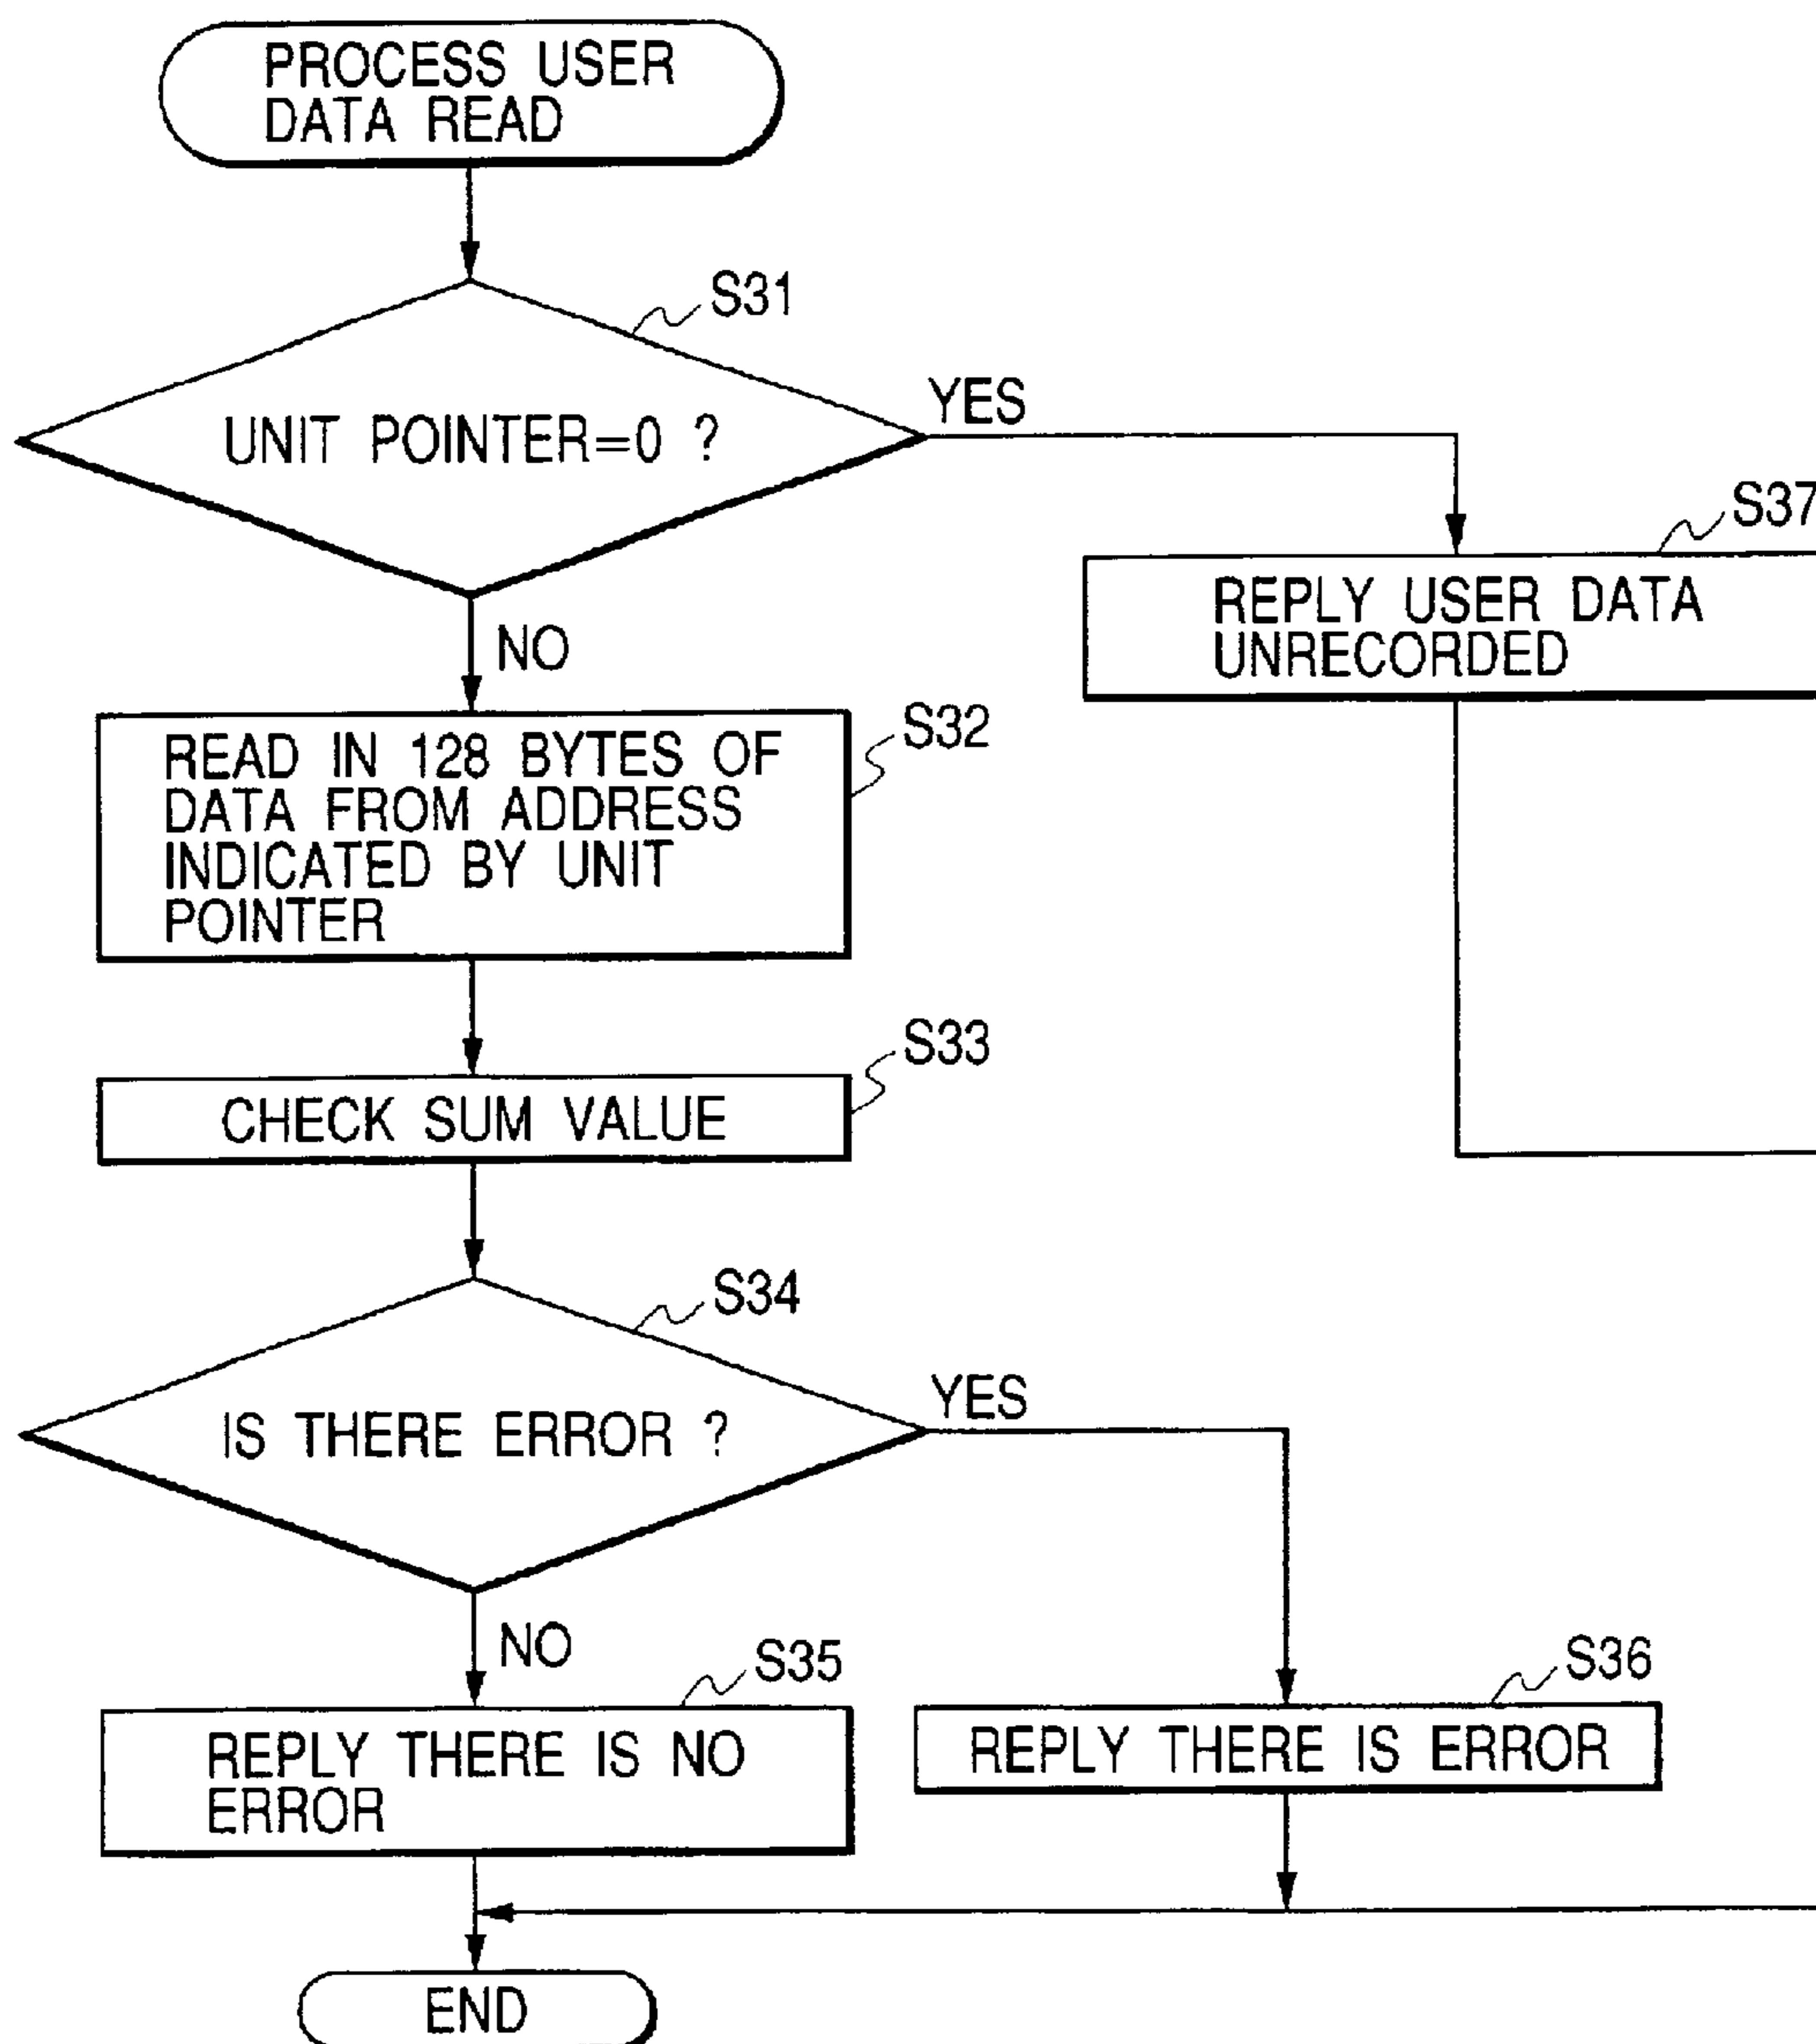 PROCESS USER
DATA READ
S31
UNIT POINTER=0 ?
YES
NO
S37
REPLY USER DATA
UNRECORDED
S32
READ IN 128 BYTES OF
DATA FROM ADDRESS
INDICATED BY UNIT
POINTER
S33
CHECK SUM VALUE
S34
IS THERE ERROR ?
YES
NO
S35
REPLY THERE IS NO
ERROR
S36
REPLY THERE IS ERROR
END